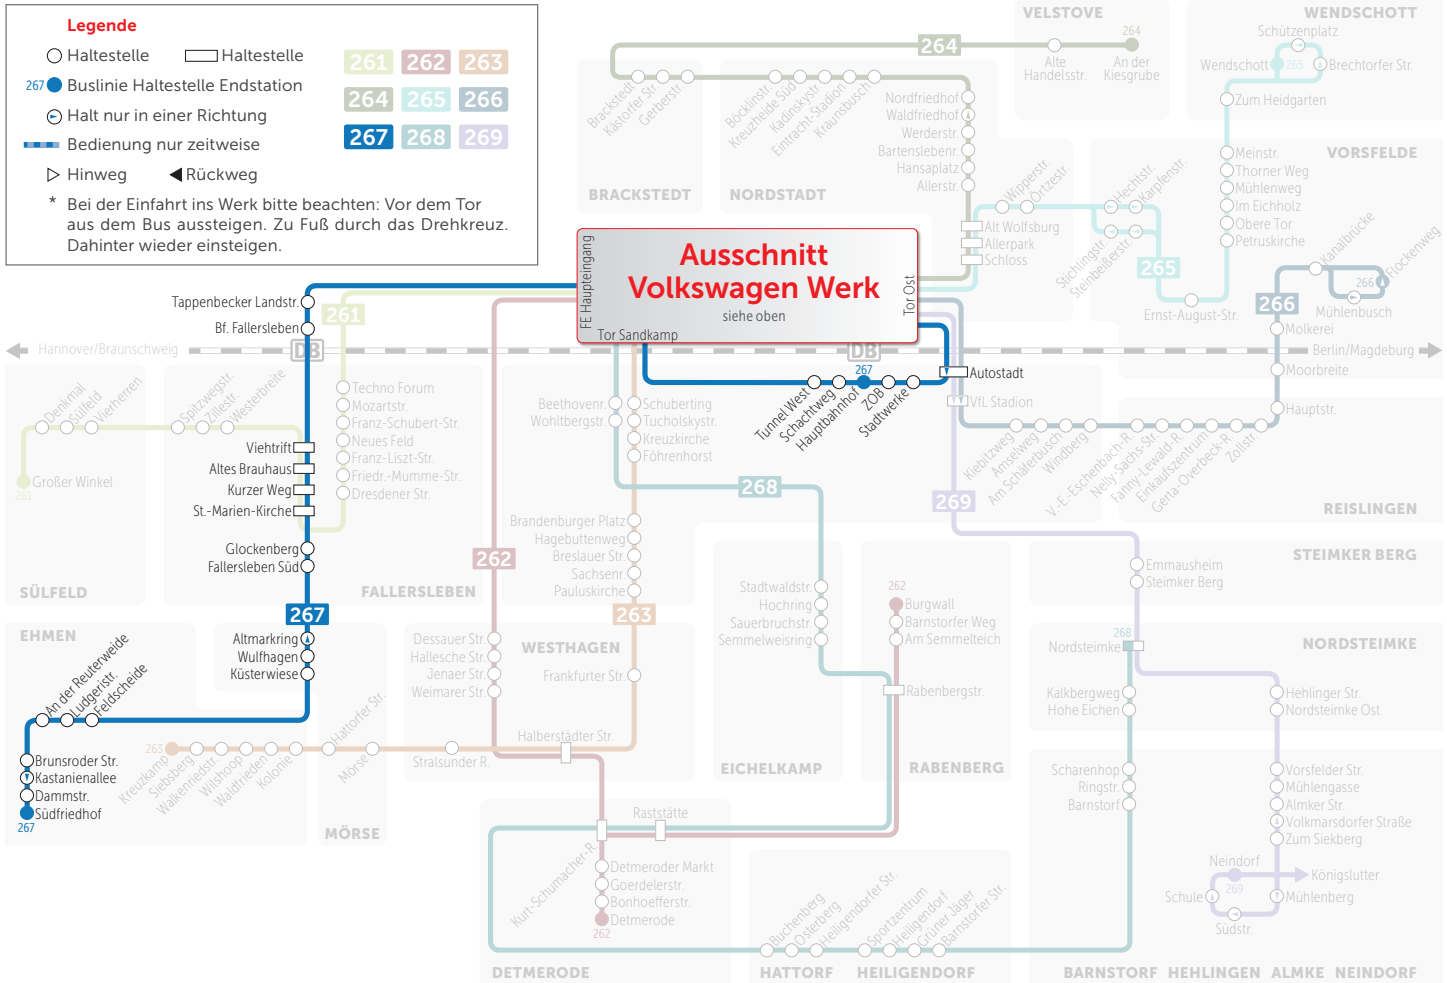 Legende
Haltestelle
Haltestelle
267 Buslinie Haltestelle Endstation
Halt nur in einer Richtung
Bedienung nur zeitweise
Hinweg
Rückweg
* Bei der Einfahrt ins Werk bitte beachten: Vor dem Tor
aus dem Bus aussteigen. Zu Fuß durch das Drehkreuz.
Dahinter wieder einsteigen.
261 262 263
264 265 266
267 268 269
VELSTOVE
264
264
Alte
Handelsstr.
An der
Kiesgrube
WENDSCHOTT
Schützenplatz
Wendschott
265
Brechtorfer Str.
Zum Heidgarten
Brackstedt
Kästorfer Str.
Gerberstr.
BRACKSTEDT
Böcklinstr.
Kreuzheide Süd
Kadinskystr.
Eintracht-Stadion
Kraunsbusch
NORDSTADT
Nordfriedhof
Waldfriedhof
Werderstr.
Bartenslebenr.
Hansaplatz
Allerstr.
Alt Wolfsburg
Allerpark
Schloss
Wipperstr.
Ortzestr.
Hechtstr.
Karpfenstr.
Stichlingstr.
Steinbeißerstr.
265
Ernst-August-Str.
VORSFELDE
Meinstr.
Thorner Weg
Mühlenweg
Im Eichholz
Obere Tor
Petruskirche
Kanalbrücke
266
Flockenweg
Mühlenbusch
266
Molkerei
Moorbreite
Hauptstr.
Ausschnitt
Volkswagen Werk
siehe oben
FE Haupteingang
Tor Sandkamp
Tor Ost
Tappenbecker Landstr.
Bf. Fallersleben
261
Hannover/Braunschweig
DB
DB
Berlin/Magdeburg
Denkmal
Sülfeld
Vierherren
Großer Winkel
261
SÜLFELD
Spitzwegstr.
Zillestr.
Westerbreite
Viehtrift
Altes Brauhaus
Kurzer Weg
St.-Marien-Kirche
Glockenberg
Fallersleben Süd
Techno Forum
Mozartstr.
Franz-Schubert-Str.
Neues Feld
Franz-Liszt-Str.
Friedr.-Mumme-Str.
Dresdener Str.
FALLERSLEBEN
267
Altmarkring
Wulfhagen
Küsterwiese
EHMEN
An der Reuterweide
Ludgeristr.
Feldscheide
Brunsroder Str.
Kastanienallee
Dammstr.
Südfriedhof
267
263
Kreuzkamp
Siebsberg
Walkenriedstr.
Witshoop
Waldfrieden
Kolonie
Hattorfer Str.
Mörse
MÖRSE
Stralsunder R.
262
Dessauer Str.
Hallesche Str.
Jenaer Str.
Weimarer Str.
WESTHAGEN
Halberstädter Str.
Frankfurter Str.
263
Beethovenr.
Wohltbergstr.
Schuberting
Tucholskystr.
Kreuzkirche
Föhrenhorst
Brandenburger Platz
Hagebuttenweg
Breslauer Str.
Sachsenr.
Pauluskirche
Tunnel West
Schachtweg
Hauptbahnhof
267
ZOB
Stadtwerke
Autostadt
VfL Stadion
Kiebitzweg
Amselweg
Am Schäferbusch
Windberg
V.-E.-Eschenbach-R.
Nelly-Sachs-Str.
Fanny-Lewald-R.
Einkaufszentrum
Gerta-Overbeck-R.
Zollstr.
REISLINGEN
268
269
Stadtwaldstr.
Hochring
Sauerbruchstr.
Semmelweisring
EICHELKAMP
262
Burgwall
Barnstorfer Weg
Am Semmelteich
Rabenbergstr.
RABENBERG
STEIMKER BERG
Emmausheim
Steimker Berg
268
Nordsteimke
NORDSTEIMKE
Kalkbergweg
Hohe Eichen
Hehlinger Str.
Nordsteimke Ost
Scharenhop
Ringstr.
Barnstorf
Vorsfelder Str.
Mühlengasse
Almker Str.
Volkmarsdorfer Straße
Zum Siekberg
Neindorf
269
Königslutter
Schule
Mühlenberg
Südstr.
Raststätte
Kurt-Schumacher-R.
Detmeroder Markt
Goerdelerstr.
Bonhoefferstr.
Detmerode
262
DETMERODE
Buchenberg
Osterberg
Heiligendorfer Str.
Sportzentrum
Heiligendorf
Grüner Jäger
Barnstorfer Str.
HATTORF
HEILIGENDORF
BARNSTORF
HEHLINGEN
ALMKE
NEINDORF